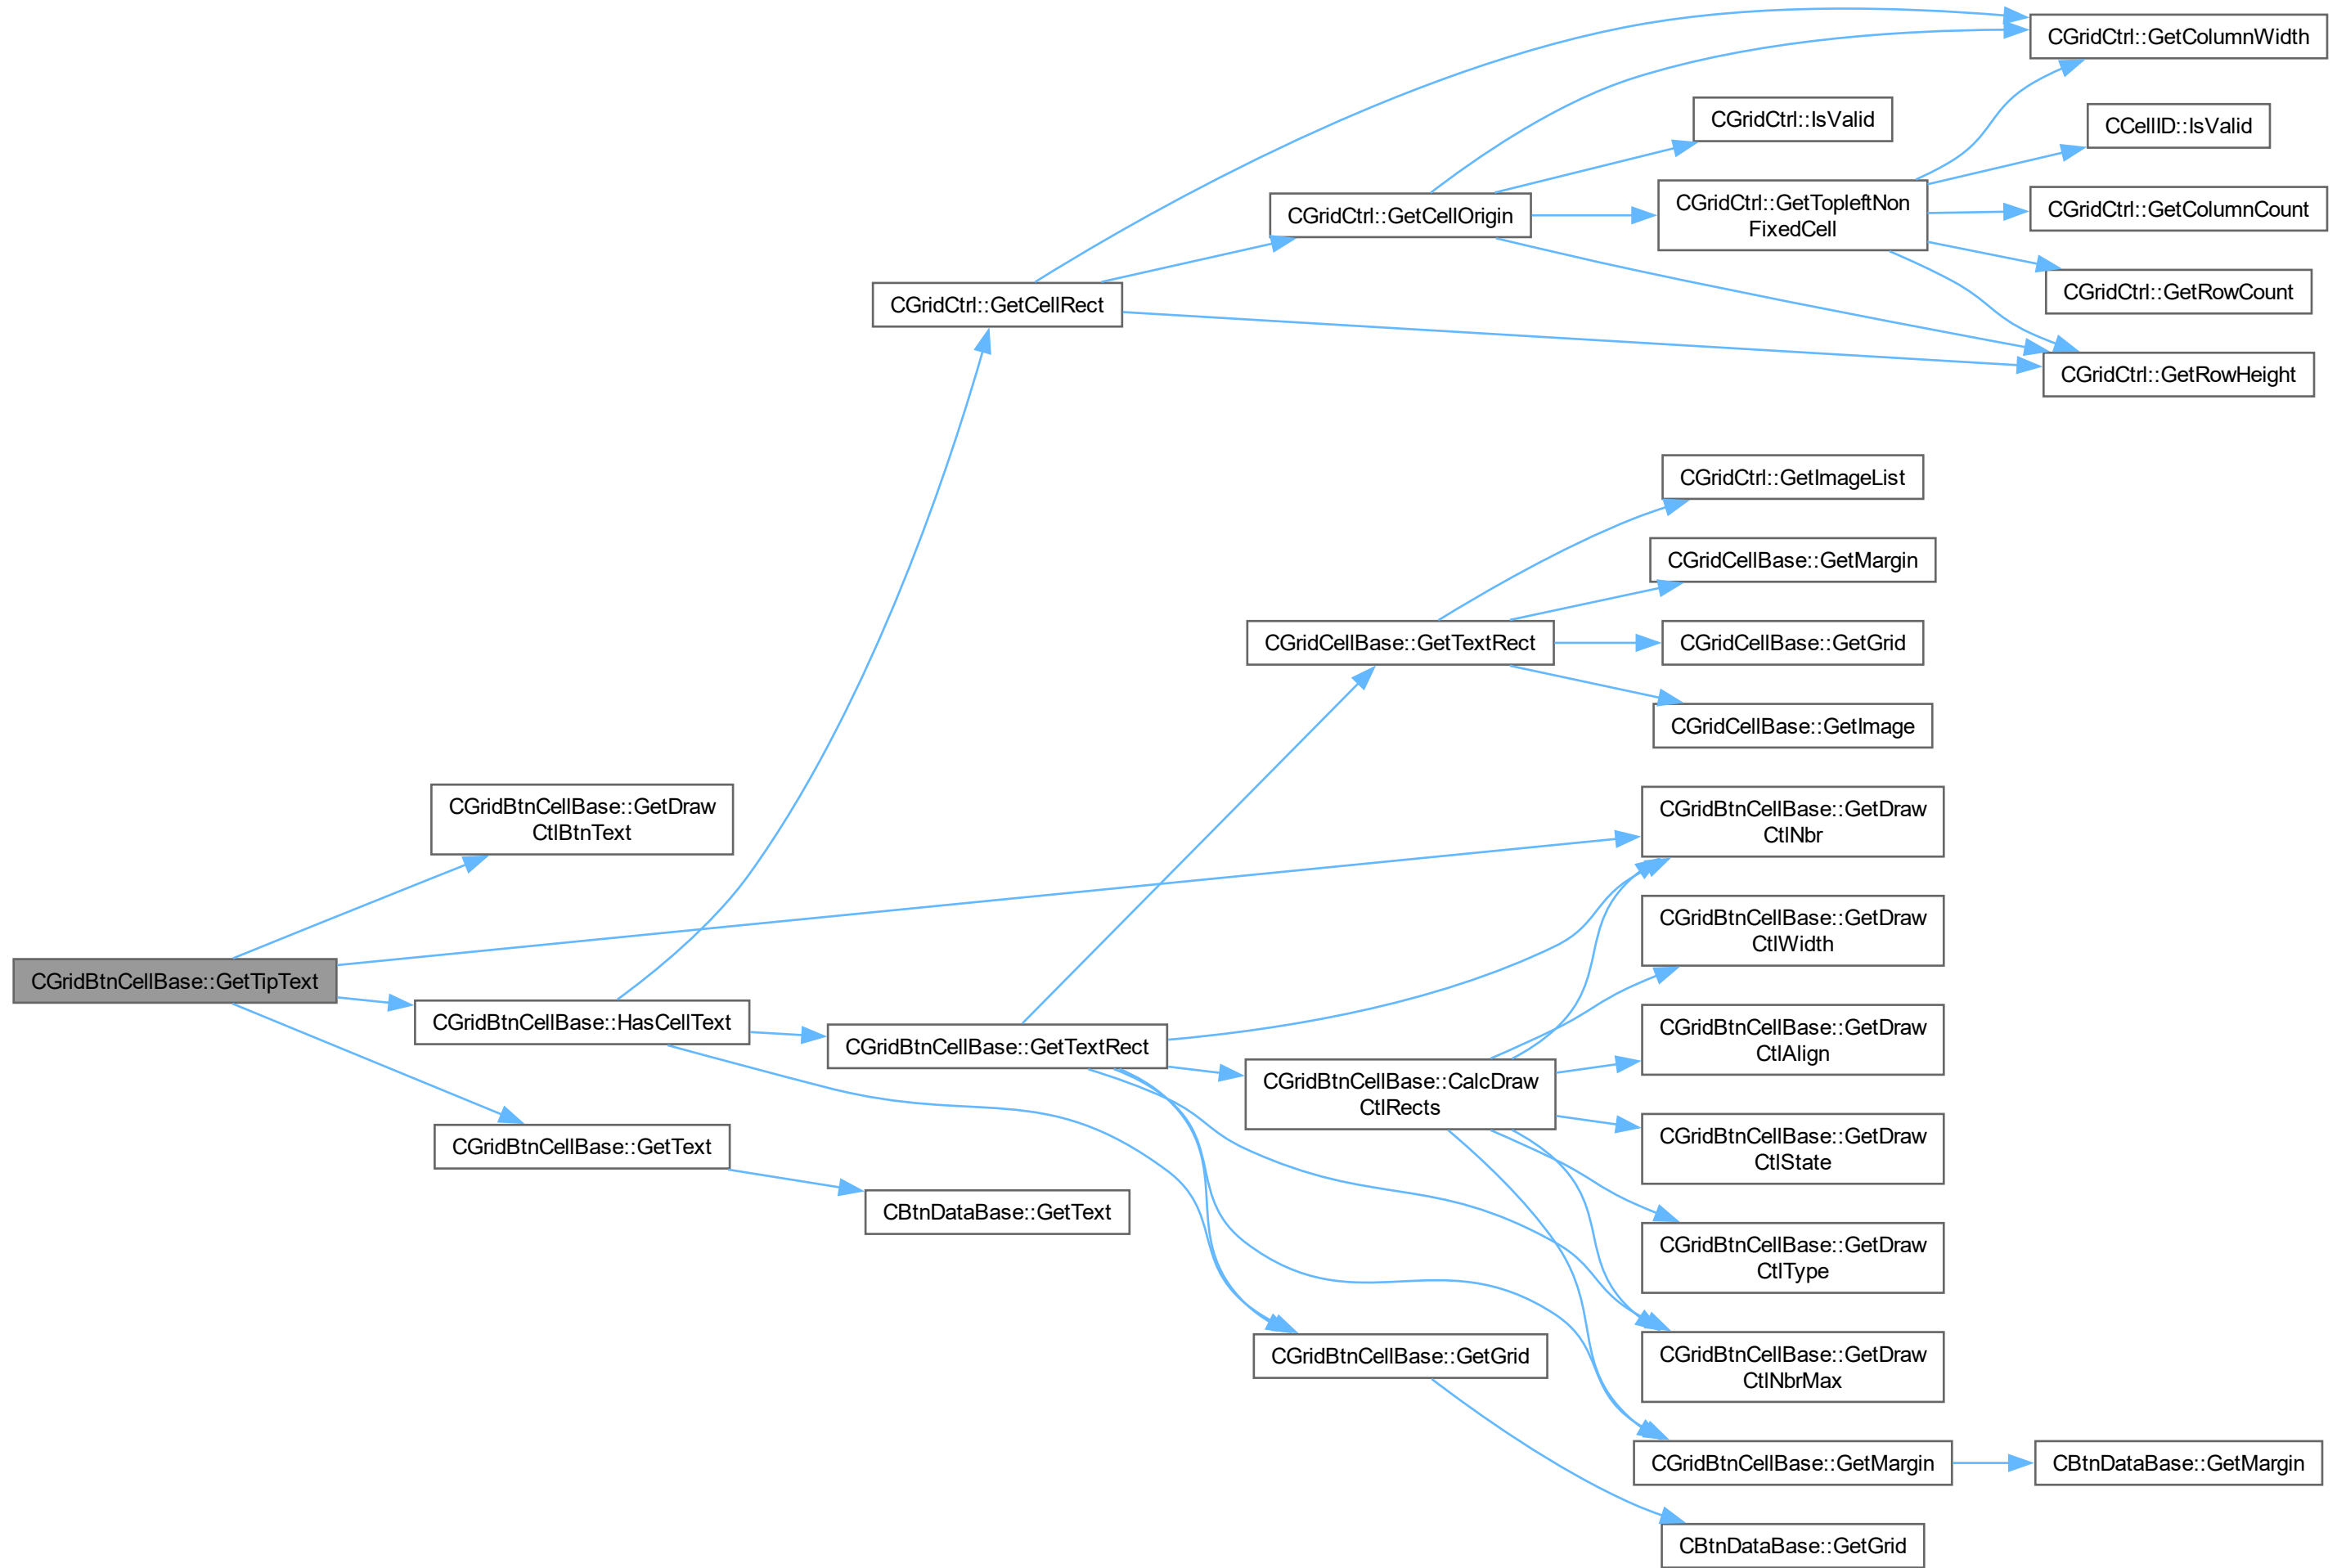 CGridCtrl::GetColumnWidth
CGridCtrl::IsValid
CCellID::IsValid
CGridCtrl::GetTopleftNon
FixedCell
CGridCtrl::GetCellOrigin
CGridCtrl::GetColumnCount
CGridCtrl::GetRowCount
CGridCtrl::GetCellRect
CGridCtrl::GetRowHeight
CGridCtrl::GetImageList
CGridCellBase::GetMargin
CGridCellBase::GetTextRect
CGridCellBase::GetGrid
CGridCellBase::GetImage
CGridBtnCellBase::GetDraw
CtlBtnText
CGridBtnCellBase::GetDraw
CtlNbr
CGridBtnCellBase::GetDraw
CtlWidth
CGridBtnCellBase::GetTipText
CGridBtnCellBase::HasCellText
CGridBtnCellBase::GetTextRect
CGridBtnCellBase::GetDraw
CtlAlign
CGridBtnCellBase::CalcDraw
CtlRects
CGridBtnCellBase::GetDraw
CtlState
CGridBtnCellBase::GetText
CBtnDataBase::GetText
CGridBtnCellBase::GetDraw
CtlType
CGridBtnCellBase::GetGrid
CGridBtnCellBase::GetDraw
CtlNbrMax
CGridBtnCellBase::GetMargin
CBtnDataBase::GetMargin
CBtnDataBase::GetGrid